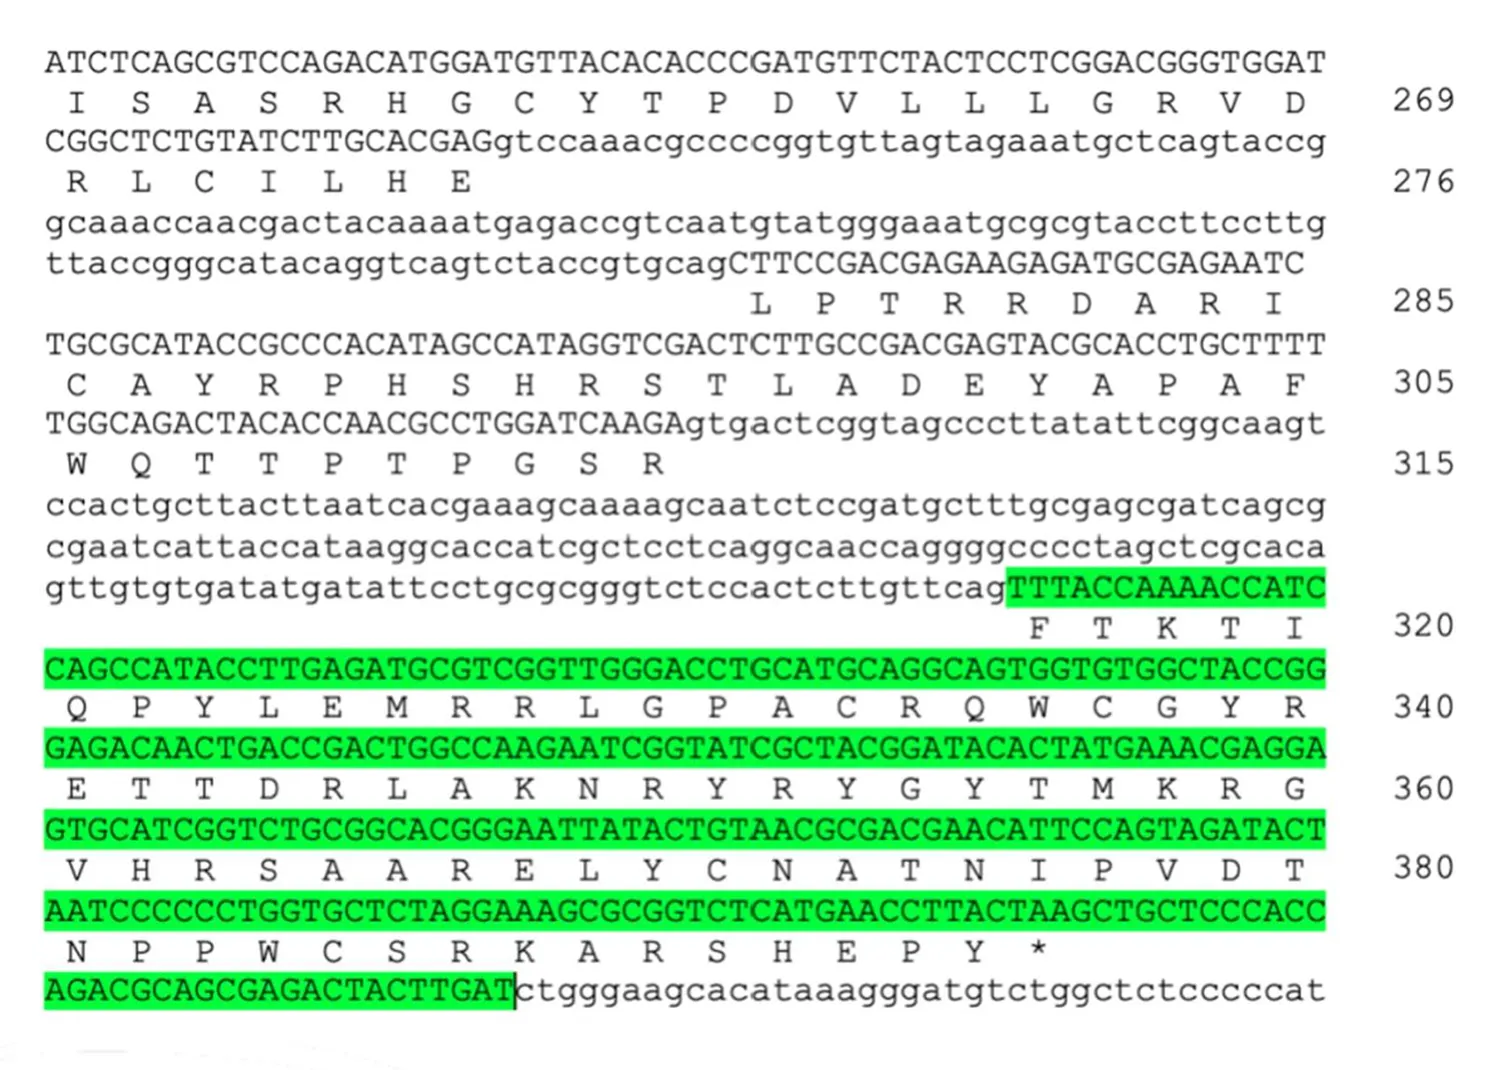 ATCTCAGCGTCCAGACATGGATGTTACACACCCGATGTTCTACTCCTCGGACGGGTGGAT
I S A S R H G C Y T P D V L L L G R V D 269
CGGCTCTGTATCTTGCACGAGgtccaaacgccccggtgttagtagaaatgctcagtaccg
R L C I L H E 276
gcaaaccaacgactacaaaatgagaccgtcaatgtatgggaaatgcgcgtaccttccttg
ttaccgggcatacaggtcagtctaccgtgcagCTTCCGACGAGAAGAGATGCGAGAATC
L P T R R D A R I 285
TGCGCATACCGCCCACATAGCCATAGGTCGACTCTTGCCGACGAGTACGCACCTGCTTTT
C A Y R P H S H R S T L A D E Y A P A F 305
TGGCAGACTACACCAACGCCTGGATCAAGAgtgactcggtagcccttatattcggcaagt
W Q T T P T P G S R 315
ccactgcttacttaatcacgaaagcaaaagcaatctccgatgctttgcgagcgatcagcg
cgaatcattaccataaggcaccatcgctcctcaggcaaccaggggcccctagctcgcaca
gttgtgtgatatgatattcctgcgcgggtctccactcttgttcagTTTACCAAAACCATC
F T K T I 320
CAGCCATACCTTGAGATGCGTCGGTTGGGACCTGCATGCAGGCAGTGGTGTGGCTACCGG
Q P Y L E M R R L G P A C R Q W C G Y R 340
GAGACAACTGACCGACTGGCCAAGAATCGGTATCGCTACGGATACACTATGAAACGAGGA
E T T D R L A K N R Y R Y G Y T M K R G 360
GTGCATCGGTCTGCGGCACGGGAATTATACTGTAACGCGACGAACATTCCAGTAGATACT
V H R S A A R E L Y C N A T N I P V D T 380
AATCCCCCCTGGTGCTCTAGGAAAGCGCGGTCTCATGAACCTTACTAAGCTGCTCCCACC
N P P W C S R K A R S H E P Y *
AGACGCAGCGAGACTACTTGATctgggaagcacataaagggatgtctggctctcccccat